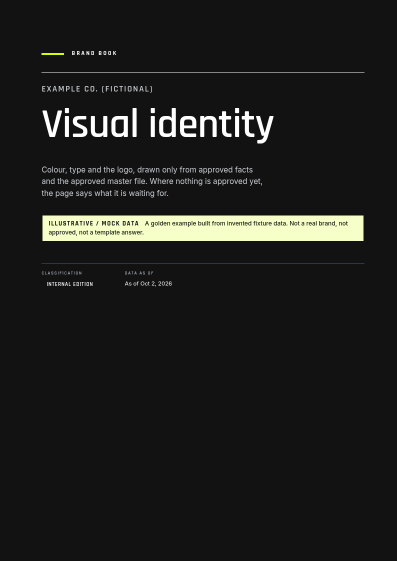 BRAND BOOK
EXAMPLE CO. (FICTIONAL)
Visual identity
Colour, type and the logo, drawn only from approved facts
and the approved master file. Where nothing is approved yet,
the page says what it is waiting for.
ILLUSTRATIVE / MOCK DATA A golden example built from invented fixture data. Not a real brand, not
approved, not a template answer.
CLASSIFICATION DATA AS OF
INTERNAL EDITION As of Oct 2, 2026